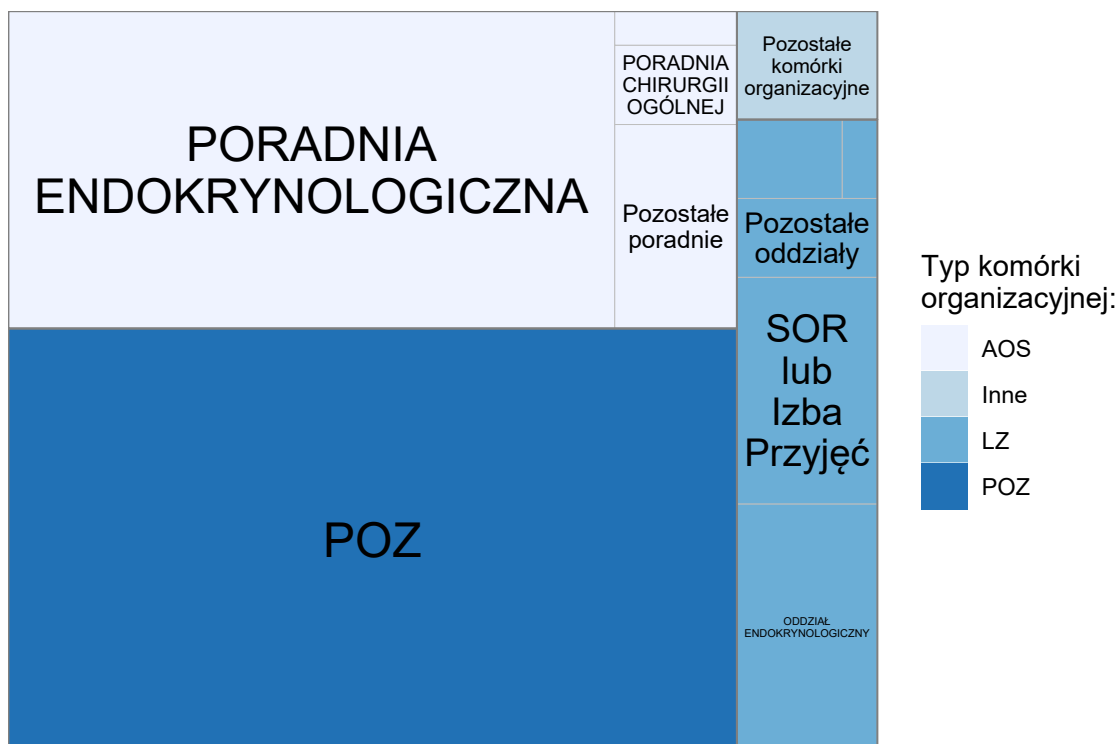 PORADNIA
ENDOKRYNOLOGICZNA
PORADNIA
CHIRURGII
OGÓLNEJ
Pozostałe
poradnie
Pozostałe
komórki
organizacyjne
Pozostałe
oddziały
SOR
lub
Izba
Przyjęć
ODDZIAŁ
ENDOKRYNOLOGICZNY
POZ
Typ komórki
organizacyjnej:
AOS
Inne
LZ
POZ